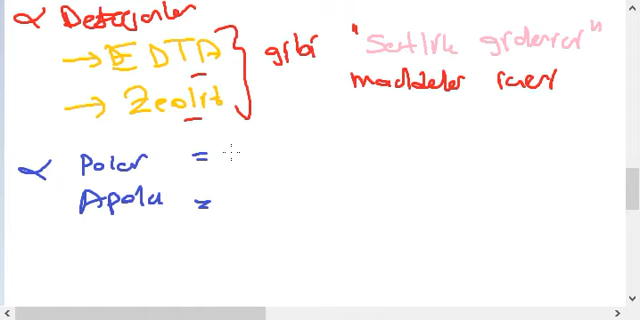 α Deterjanlar
→ EDTA
→ Zeolit
gibi "Sertlik giderici"
maddeler içerir
α Polar =
Apolar =